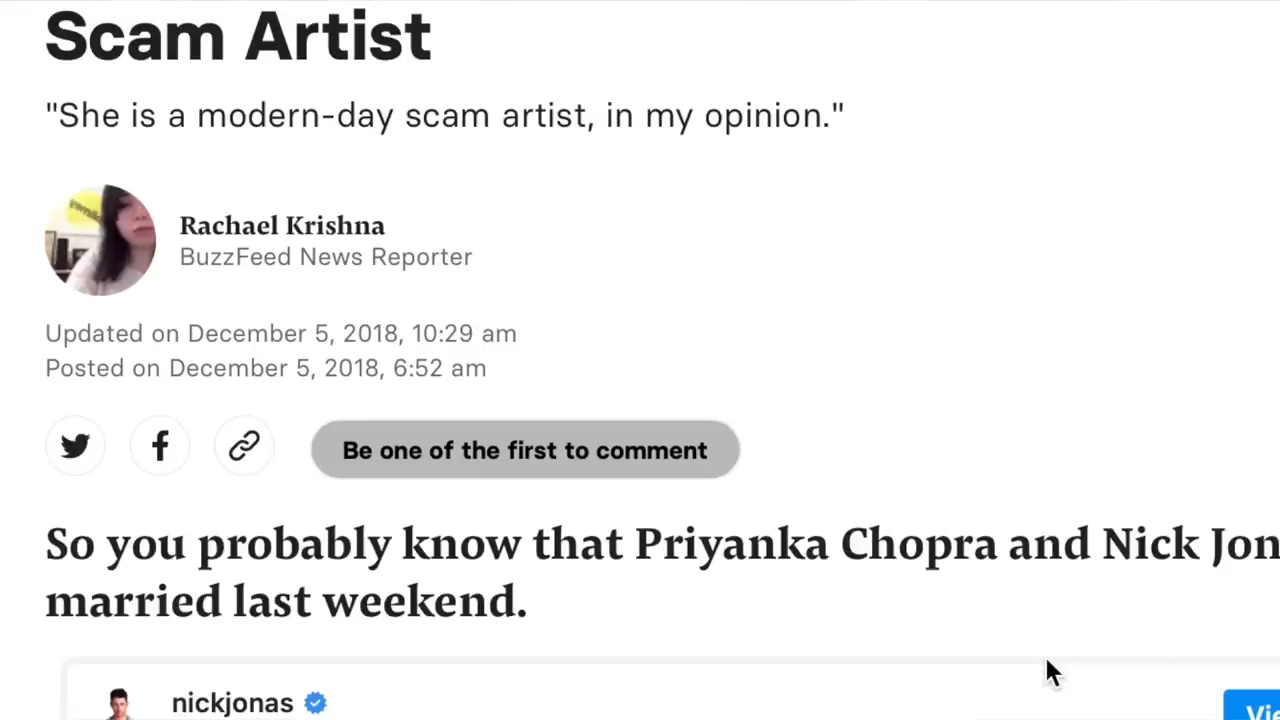 Scam Artist
"She is a modern-day scam artist, in my opinion."
Rachael Krishna
BuzzFeed News Reporter
Updated on December 5, 2018, 10:29 am
Posted on December 5, 2018, 6:52 am
Be one of the first to comment
So you probably know that Priyanka Chopra and Nick Jon
married last weekend.
nickjonas